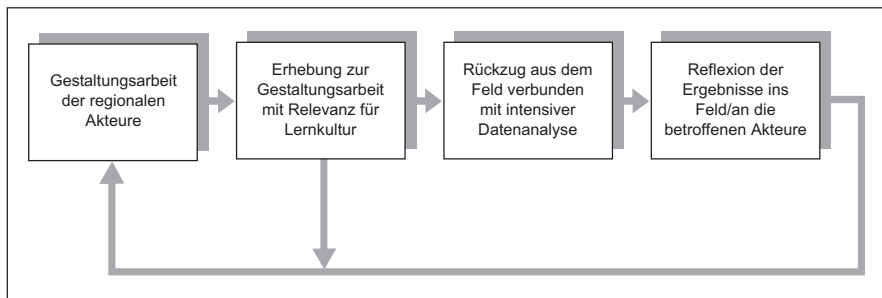 Gestaltungsarbeit
der regionalen
Akteure
Erhebung zur
Gestaltungsarbeit
mit Relevanz für
Lernkultur
Rückzug aus dem
Feld verbunden
mit intensiver
Datenanalyse
Reflexion der
Ergebnisse ins
Feld/an die
betroffenen Akteure